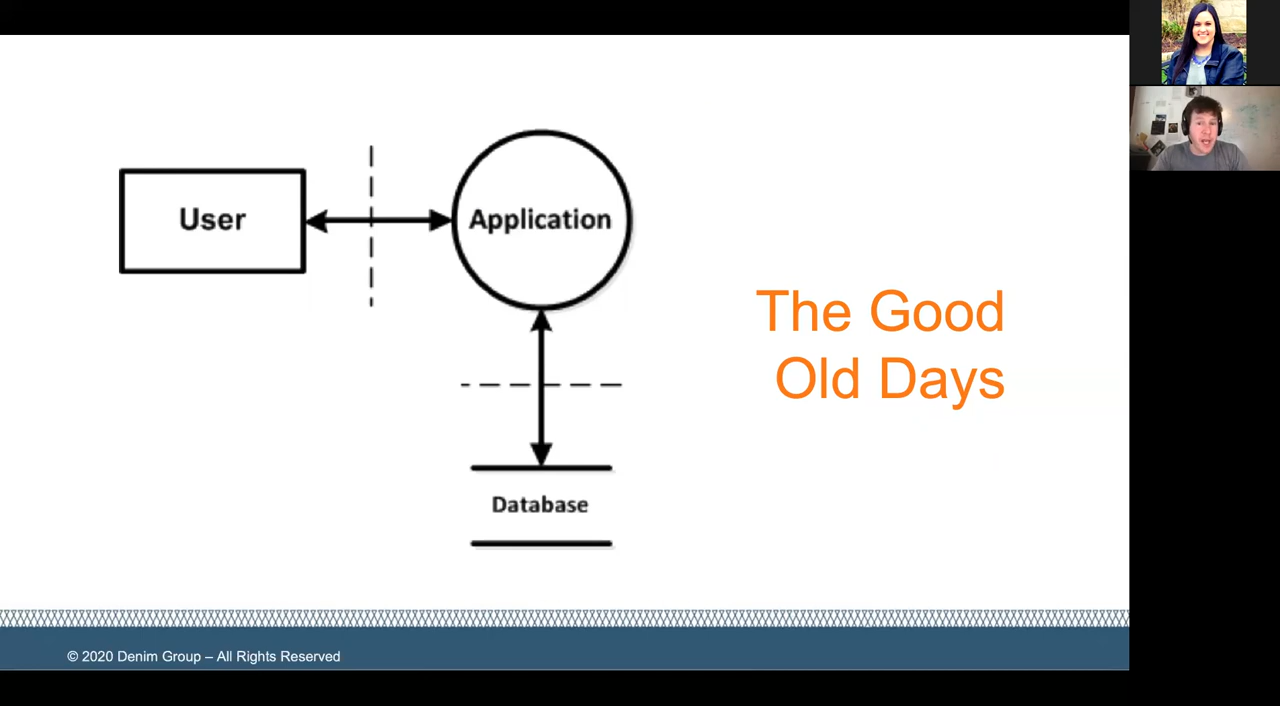 User
Application
The Good
Old Days
Database
© 2020 Denim Group – All Rights Reserved